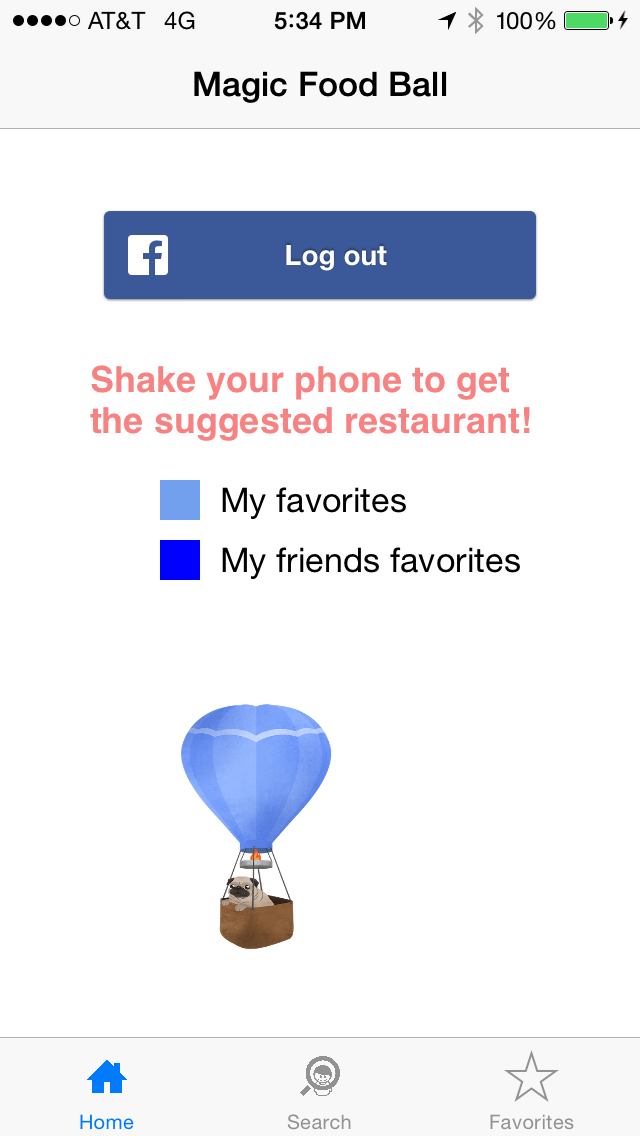 AT&T 4G 5:34 PM 100%
Magic Food Ball
Log out
Shake your phone to get
the suggested restaurant!
My favorites
My friends favorites
Home Search Favorites